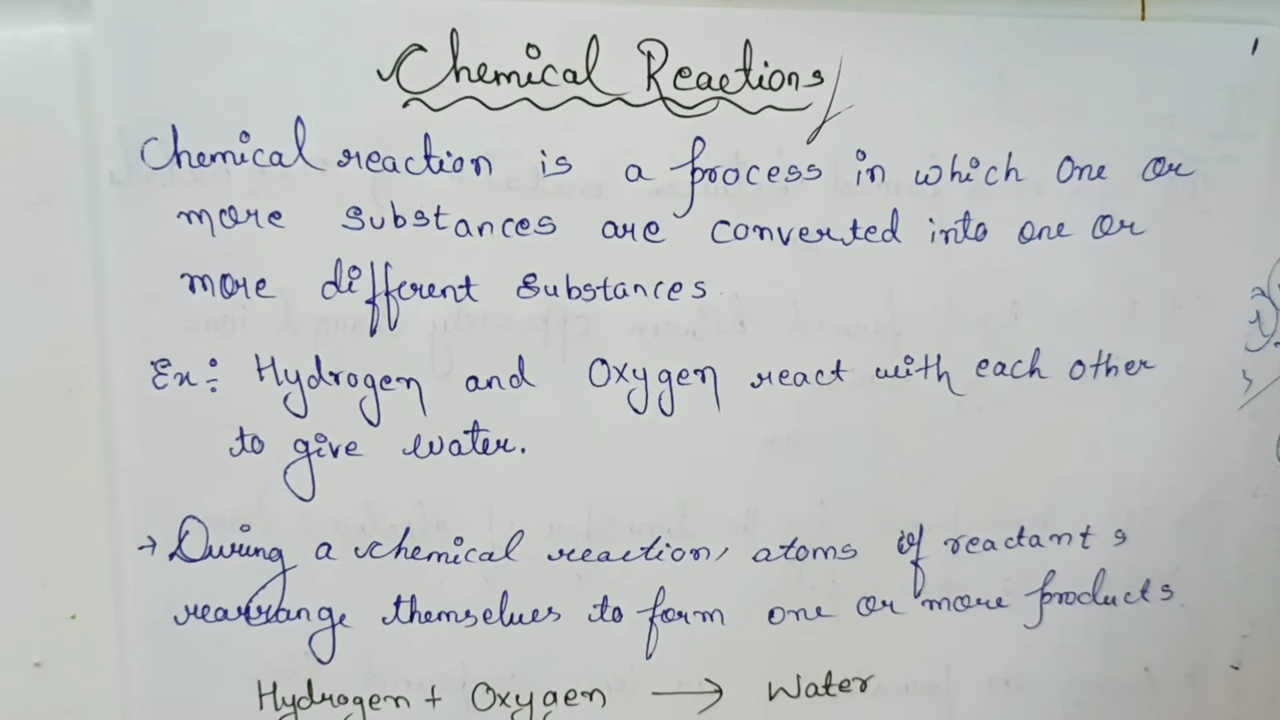 Chemical Reactions
Chemical reaction is a process in which one or
more substances are converted into one or
more different substances.
Ex:- Hydrogen and Oxygen react with each other
to give water.
→ During a chemical reaction, atoms of reactants
rearrange themselves to form one or more products.
Hydrogen + Oxygen → Water